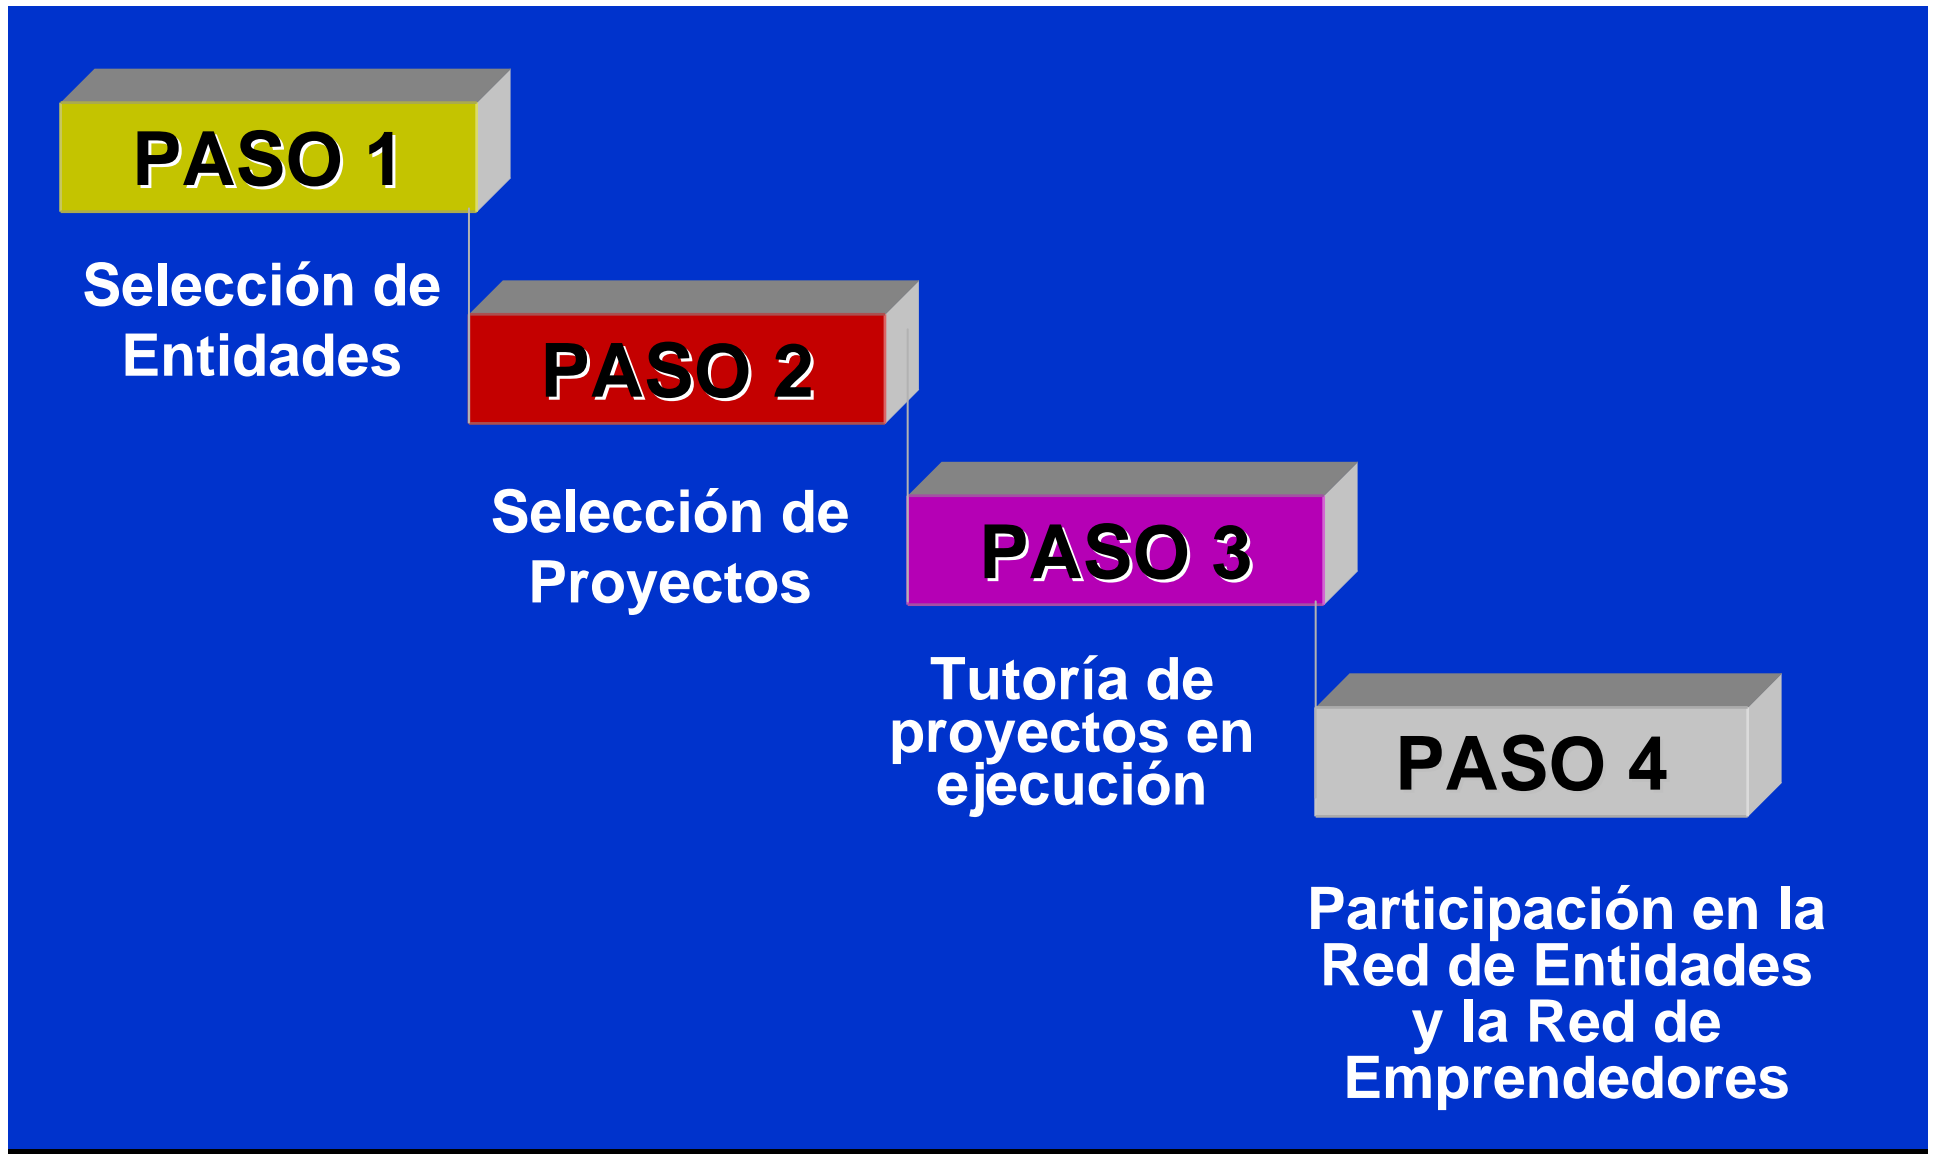 PASO 1
Selección de
Entidades
PASO 2
Selección de
Proyectos
PASO 3
Tutoría de
proyectos en
ejecución
PASO 4
Participación en la
Red de Entidades
y la Red de
Emprendedores